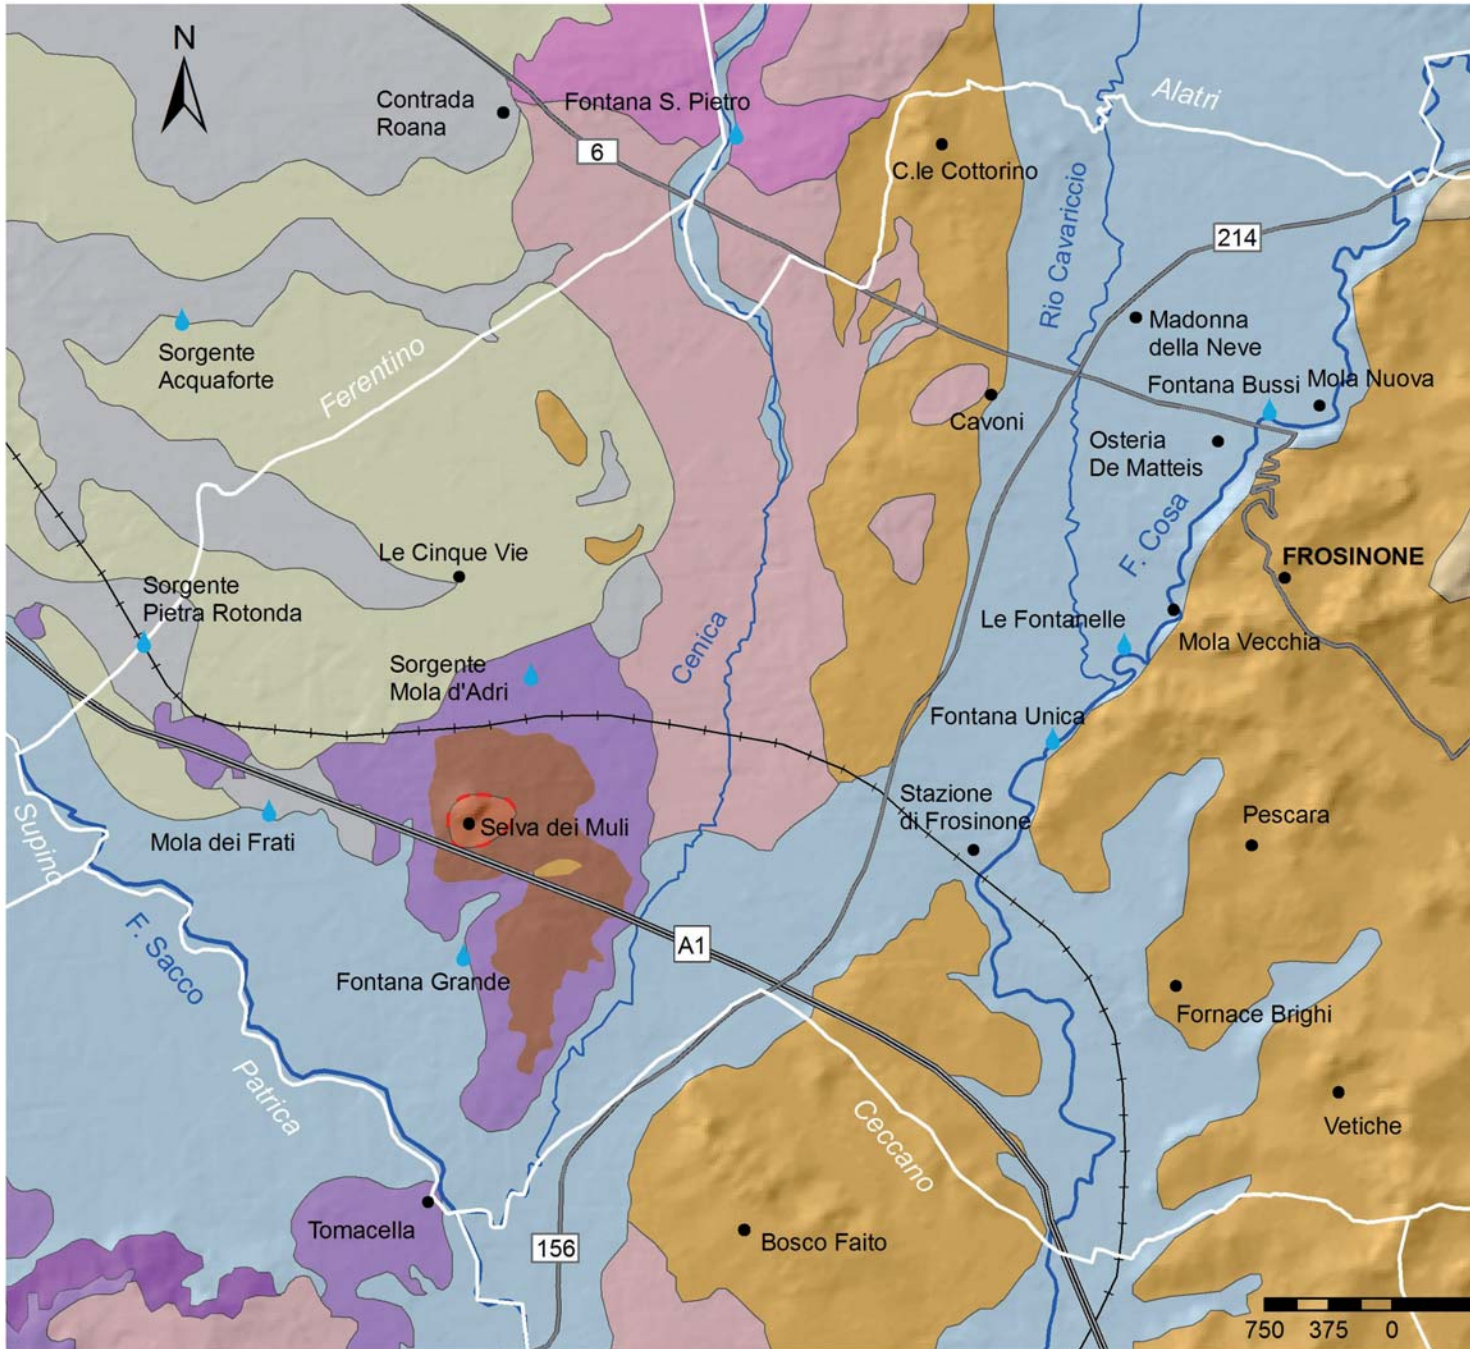 N
Contrada
Roana
Fontana S. Pietro
Alatri
6
C.le Cottorino
Rio Cavariccio
214
Sorgente
Acquaforte
Ferentino
Madonna
della Neve
Fontana Bussi
Mola Nuova
Cavoni
Osteria
De Matteis
F. Cosa
Le Cinque Vie
FROSINONE
Sorgente
Pietra Rotonda
Le Fontanelle
Mola Vecchia
Cenica
Sorgente
Mola d'Adri
Fontana Unica
Stazione
di Frosinone
Supino
Mola dei Frati
Selva dei Muli
Pescara
F. Sacco
A1
Fontana Grande
Fornace Brighi
Patrica
Ceccano
Vetiche
Tomacella
156
Bosco Faito
750 375 0